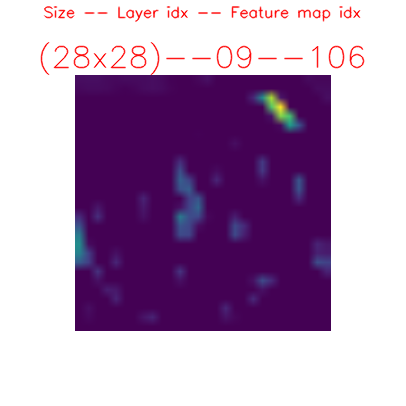 Size -- Layer idx -- Feature map idx
(28x28)--09--106